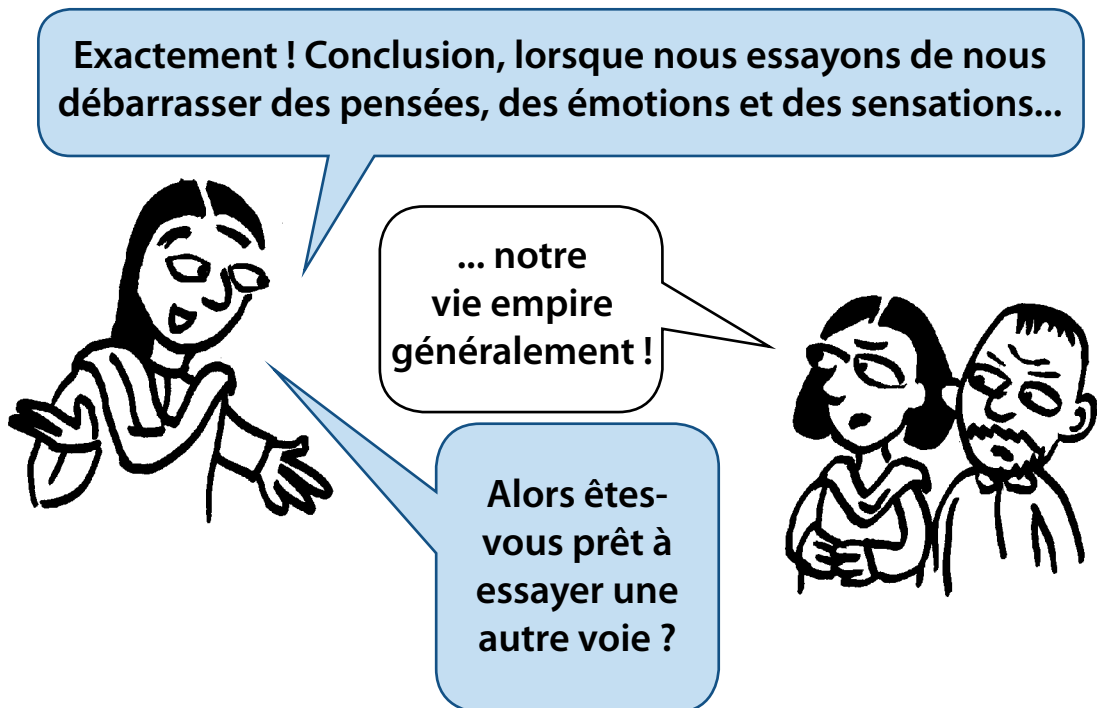 Exactement ! Conclusion, lorsque nous essayons de nous
débarrasser des pensées, des émotions et des sensations...
... notre
vie empire
généralement !
Alors êtes-
vous prêt à
essayer une
autre voie ?